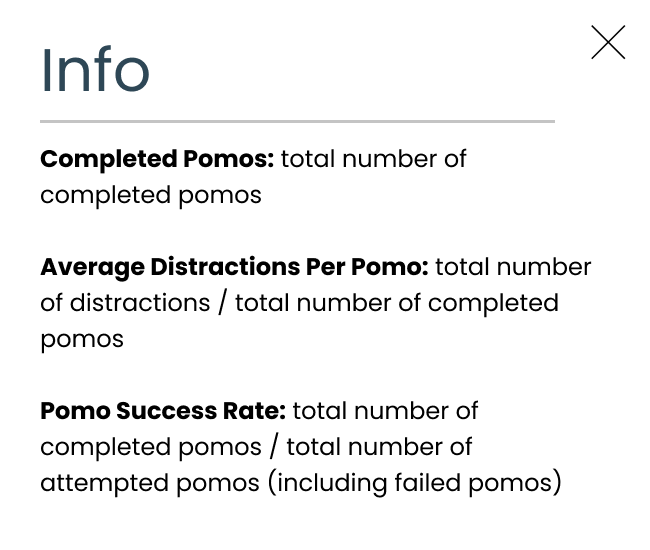 Info
Completed Pomos: total number of
completed pomos
Average Distractions Per Pomo: total number
of distractions / total number of completed
pomos
Pomo Success Rate: total number of
completed pomos / total number of
attempted pomos (including failed pomos)